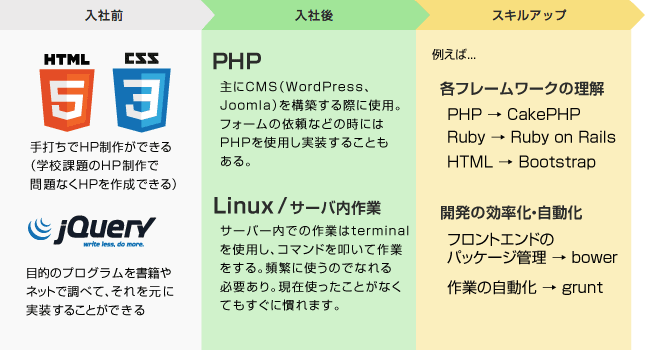 入社前
HTML
5
CSS
3
手打ちでHP制作ができる
(学校課題のHP制作で
問題なくHPを作成できる)
jQuery
write less, do more.
目的のプログラムを書籍や
ネットで調べて、それを元に
実装することができる
入社後
PHP
主にCMS(WordPress、
Joomla)を構築する際に使用。
フォームの依頼などの時には
PHPを使用し実装することも
ある。
Linux/サーバ内作業
サーバー内での作業はterminal
を使用し、コマンドを叩いて作業
をする。頻繁に使うのでなれる
必要あり。現在使ったことがなく
てもすぐに慣れます。
スキルアップ
例えば...
各フレームワークの理解
PHP → CakePHP
Ruby → Ruby on Rails
HTML → Bootstrap
開発の効率化・自動化
フロントエンドの
パッケージ管理 → bower
作業の自動化 → grunt